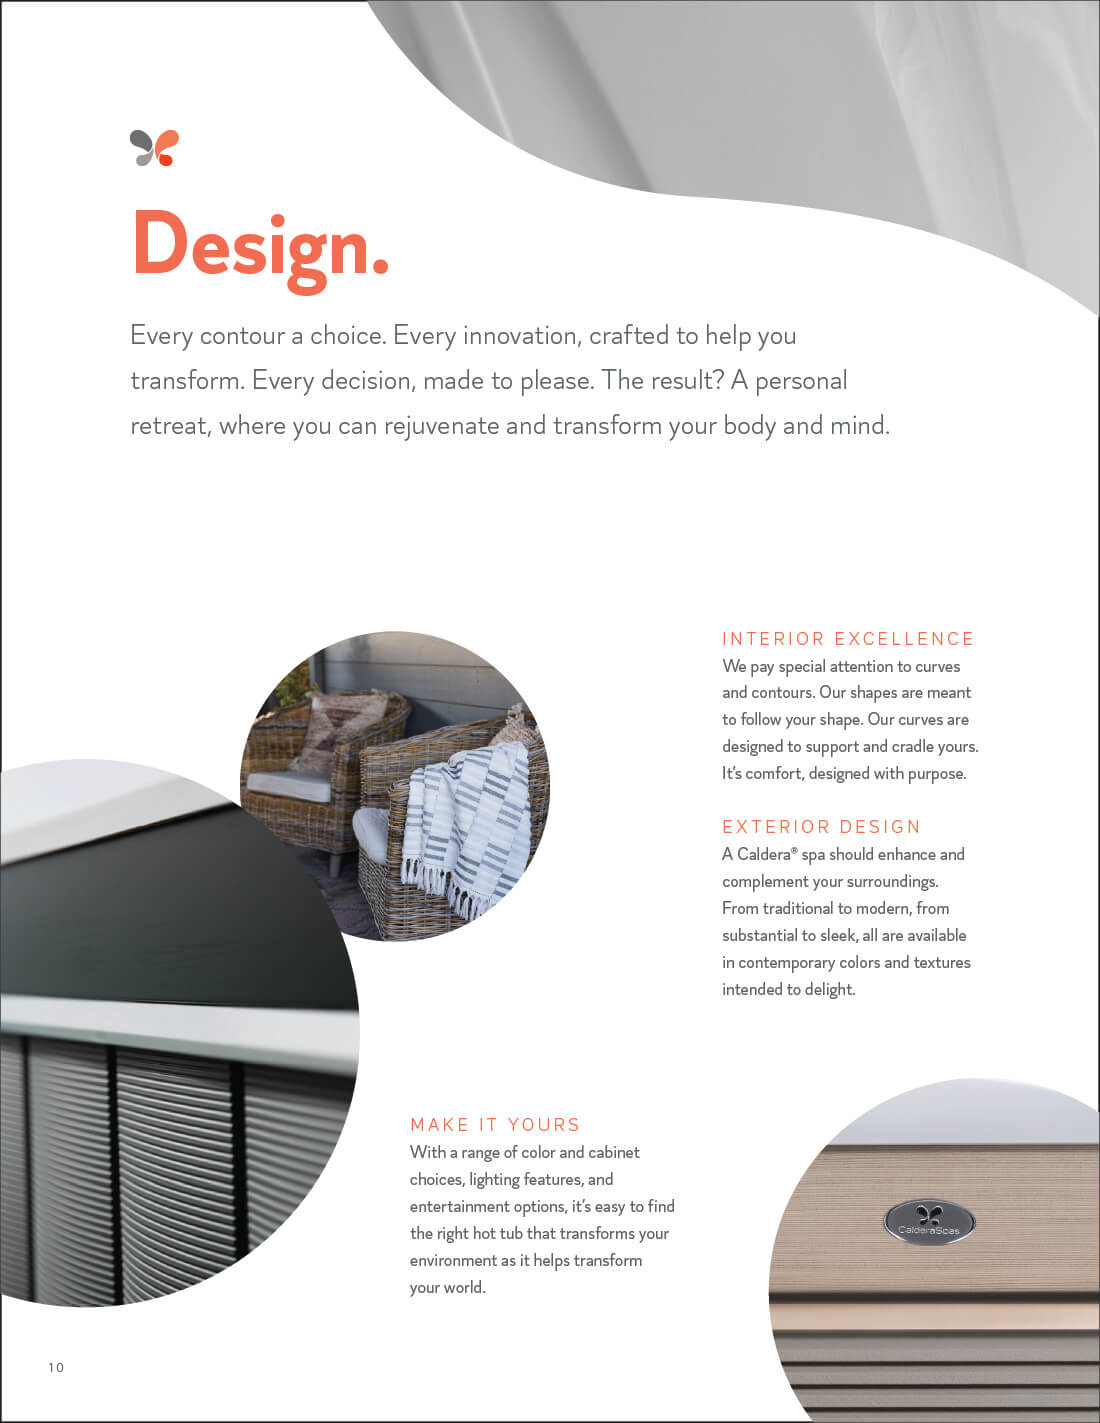 Design.
Every contour a choice. Every innovation, crafted to help you
transform. Every decision, made to please. The result? A personal
retreat, where you can rejuvenate and transform your body and mind.
INTERIOR EXCELLENCE
We pay special attention to curves
and contours. Our shapes are meant
to follow your shape. Our curves are
designed to support and cradle yours.
It’s comfort, designed with purpose.
EXTERIOR DESIGN
A Caldera® spa should enhance and
complement your surroundings.
From traditional to modern, from
substantial to sleek, all are available
in contemporary colors and textures
intended to delight.
MAKE IT YOURS
With a range of color and cabinet
choices, lighting features, and
entertainment options, it’s easy to find
the right hot tub that transforms your
environment as it helps transform
your world.
CalderaSpas
10